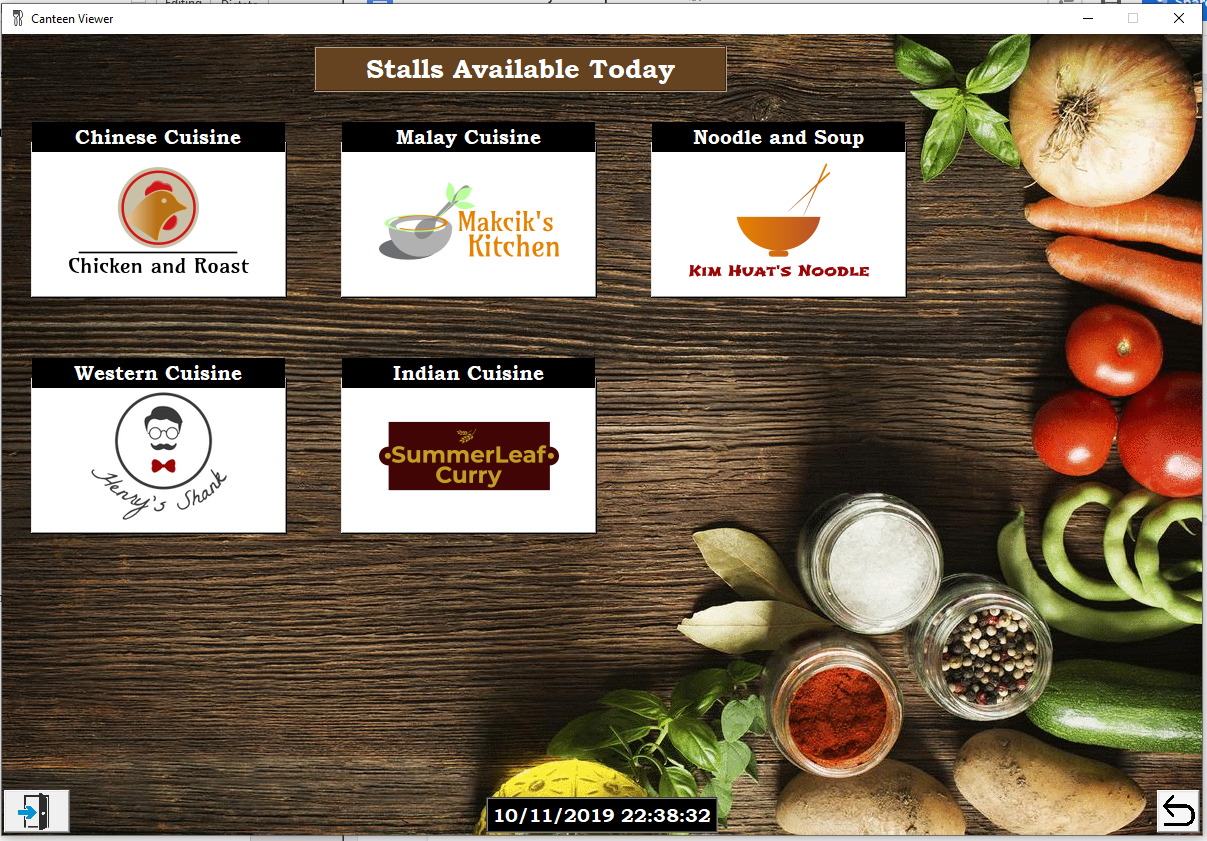 Canteen Viewer
Stalls Available Today
Chinese Cuisine
Chicken and Roast
Malay Cuisine
Makcik's
Kitchen
Noodle and Soup
Kim Huat's Noodle
Western Cuisine
Henry's Shank
Indian Cuisine
SummerLeaf
Curry
10/11/2019 22:38:32